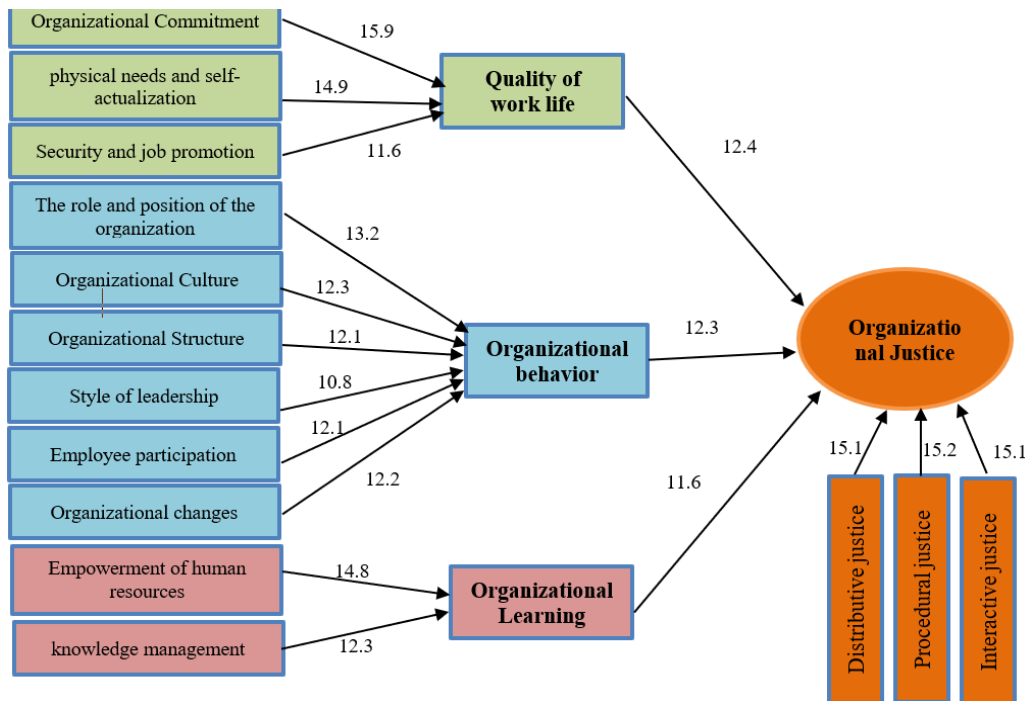 Organizational Commitment
physical needs and self-
actualization
Security and job promotion
The role and position of the
organization
Organizational Culture
Organizational Structure
Style of leadership
Employee participation
Organizational changes
Empowerment of human
resources
knowledge management
15.9
14.9
11.6
13.2
12.3
12.1
10.8
12.1
12.2
14.8
12.3
Quality of
work life
Organizational
behavior
Organizational
Learning
12.4
12.3
11.6
Organizatio
nal Justice
15.1
15.2
15.1
Distributive justice
Procedural justice
Interactive justice